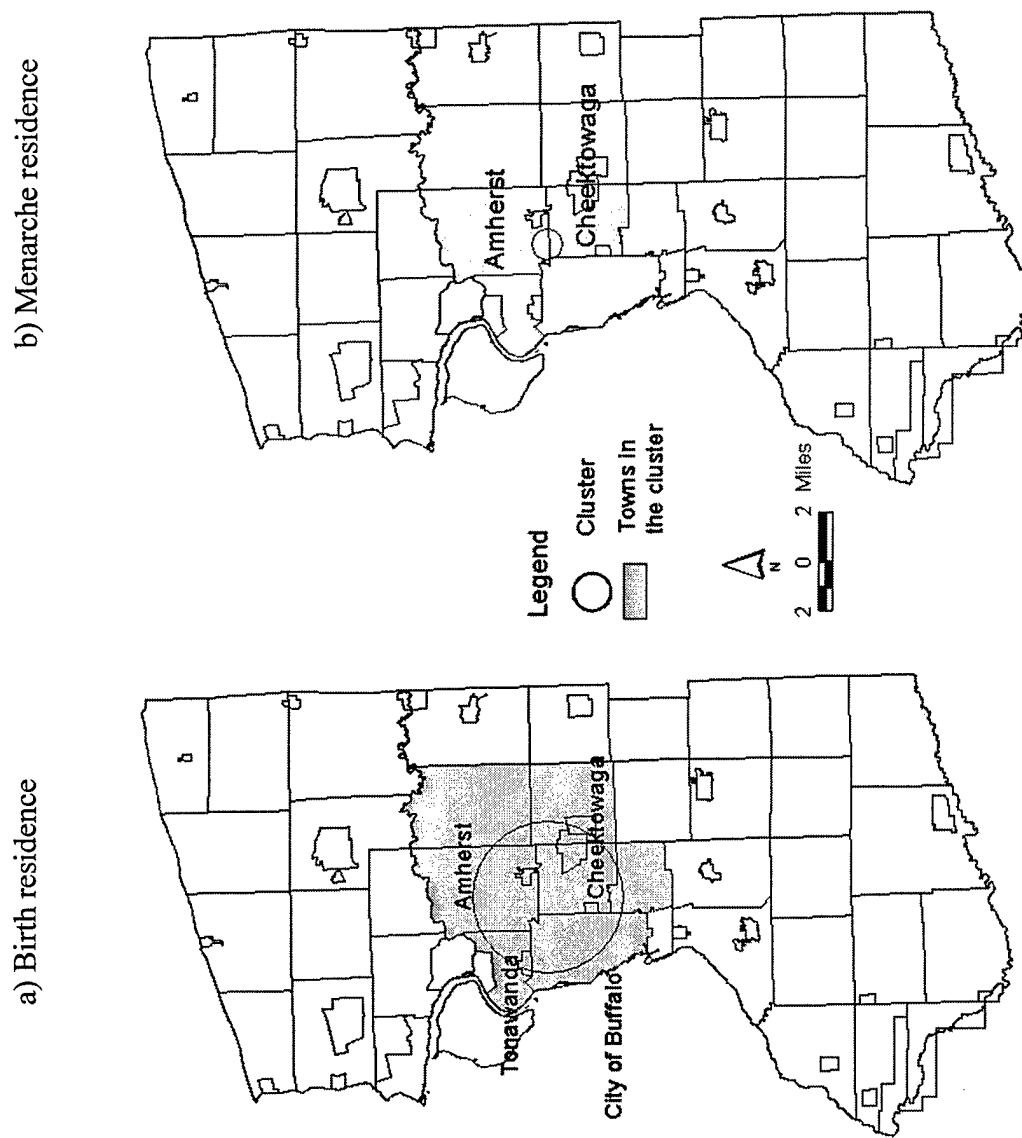 a) Birth residence
Amherst
Tonawanda
Cheektowaga
City of Buffalo
b) Menarche residence
Amherst
Cheektowaga
Legend
Cluster
Towns in
the cluster
N
2 0 2 Miles